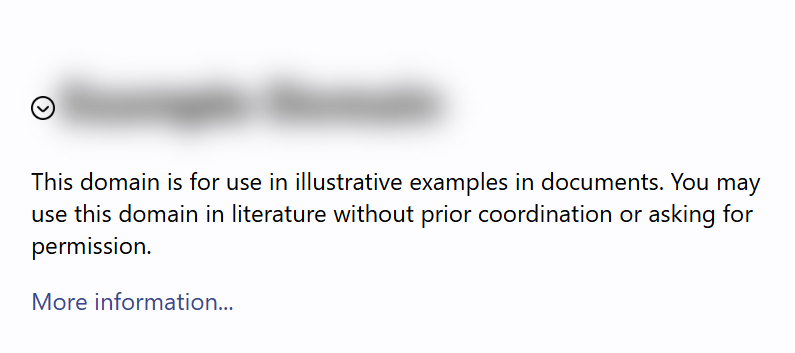 This domain is for use in illustrative examples in documents. You may
use this domain in literature without prior coordination or asking for
permission.
More information...